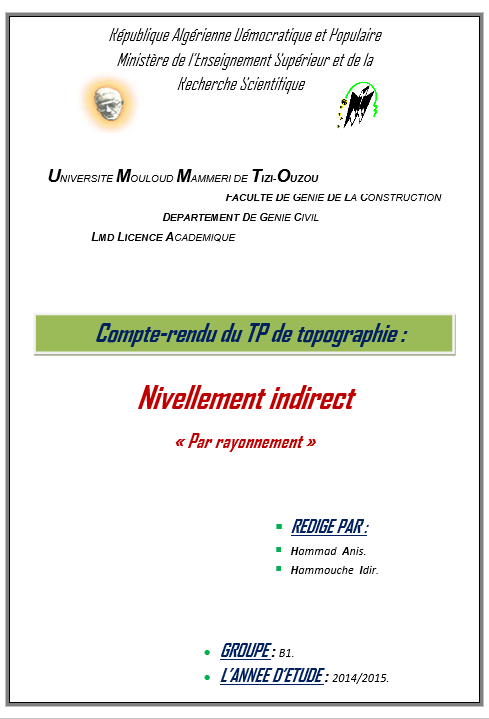 République Algérienne Démocratique et Populaire
Ministère de l'Enseignement Supérieur et de la
Recherche Scientifique
UNIVERSITE MOULOUD MAMMERI DE TIZI-OUZOU
FACULTE DE GENIE DE LA CONSTRUCTION
DEPARTEMENT DE GENIE CIVIL
LMD LICENCE ACADEMIQUE
Compte-rendu du TP de topographie :
Nivellement indirect
« Par rayonnement »
▪ REDIGE PAR :
▪ Hammad Anis.
▪ Hammouche Idir.
• GROUPE : B1.
• L'ANNEE D'ETUDE : 2014/2015.